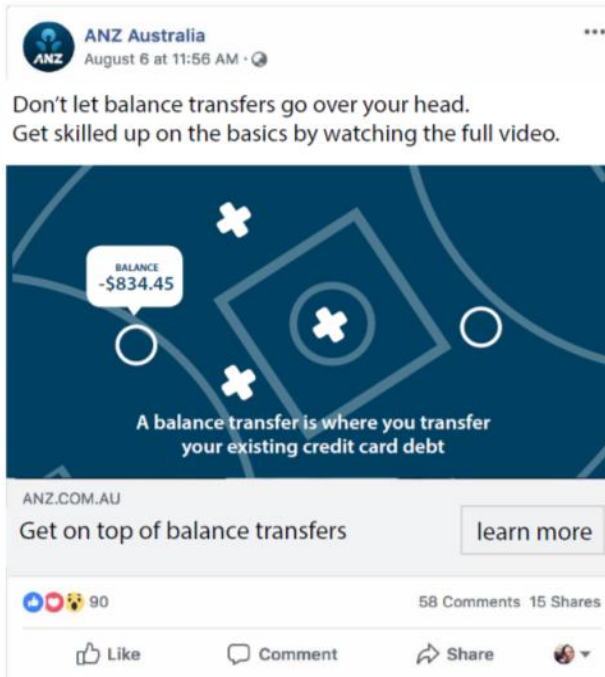 ANZ
ANZ Australia
August 6 at 11:56 AM ·
Don't let balance transfers go over your head.
Get skilled up on the basics by watching the full video.
BALANCE
-$834.45
A balance transfer is where you transfer
your existing credit card debt
ANZ.COM.AU
Get on top of balance transfers
learn more
90
58 Comments 15 Shares
Like Comment Share